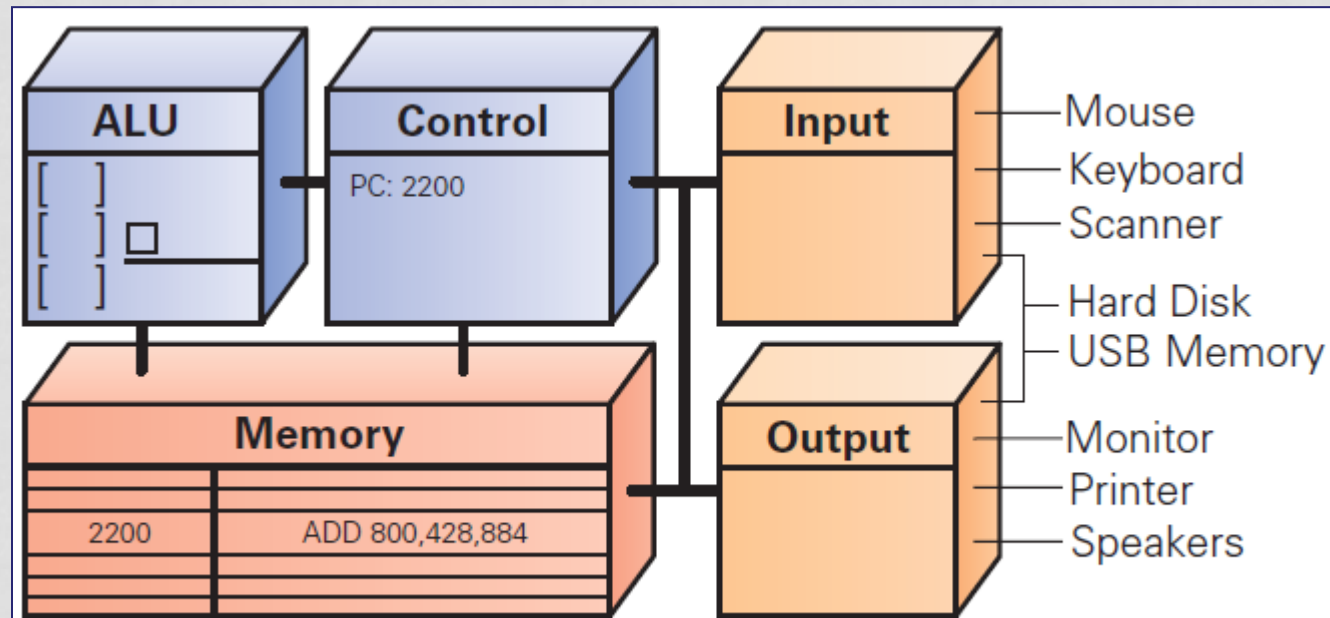 ALU
[ ]
[ ]
[ ]
Control
PC: 2200
Input
Mouse
Keyboard
Scanner
Hard Disk
USB Memory
Memory
2200 ADD 800,428,884
Output
Monitor
Printer
Speakers